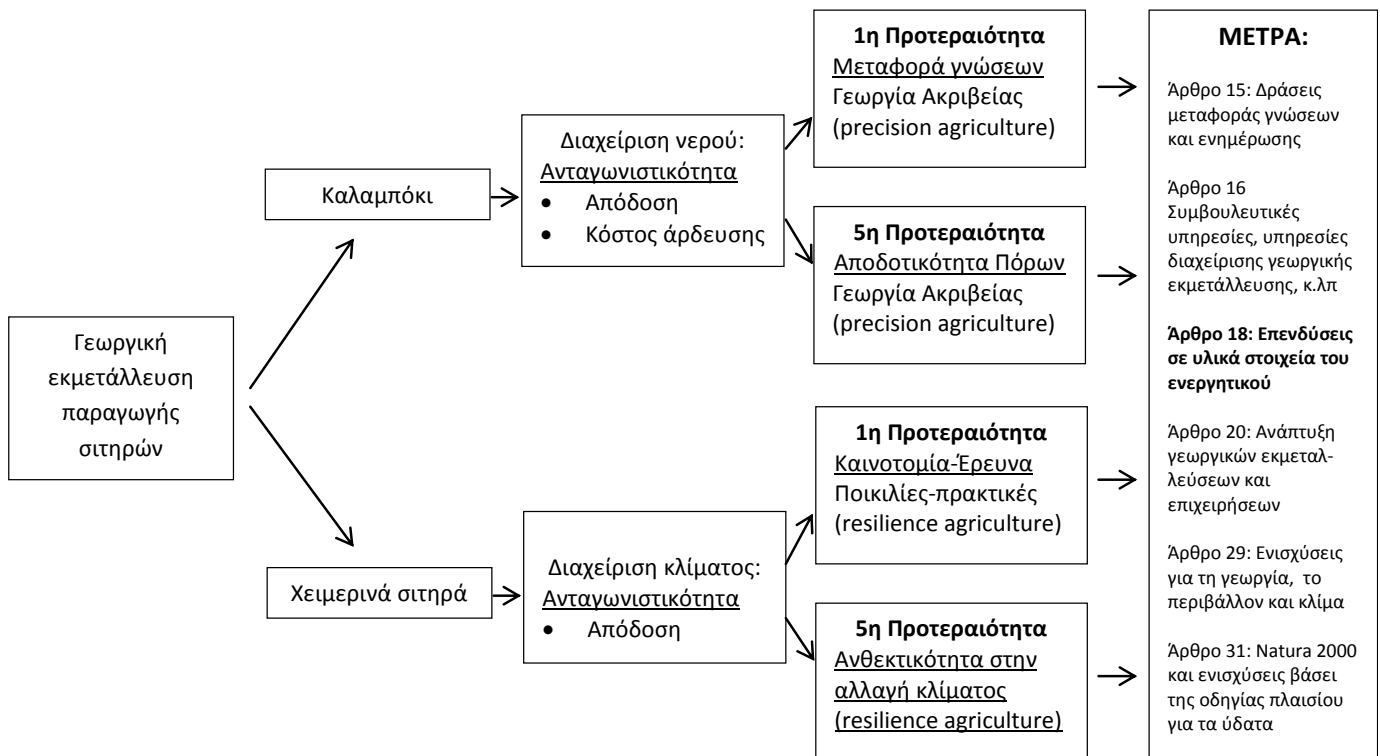 Γεωργική
εκμετάλλευση
παραγωγής
σιτηρών
Καλαμπόκι
Διαχείριση νερού:
Ανταγωνιστικότητα
• Απόδοση
• Κόστος άρδευσης
1η Προτεραιότητα
Μεταφορά γνώσεων
Γεωργία Ακριβείας
(precision agriculture)
5η Προτεραιότητα
Αποδοτικότητα Πόρων
Γεωργία Ακριβείας
(precision agriculture)
Χειμερινά σιτηρά
Διαχείριση κλίματος:
Ανταγωνιστικότητα
• Απόδοση
1η Προτεραιότητα
Καινοτομία-Έρευνα
Ποικιλίες-πρακτικές
(resilience agriculture)
5η Προτεραιότητα
Ανθεκτικότητα στην
αλλαγή κλίματος
(resilience agriculture)
ΜΕΤΡΑ:
Άρθρο 15: Δράσεις
μεταφοράς γνώσεων
και ενημέρωσης
Άρθρο 16
Συμβουλευτικές
υπηρεσίες, υπηρεσίες
διαχείρισης γεωργικής
εκμετάλλευσης, κ.λπ
Άρθρο 18: Επενδύσεις
σε υλικά στοιχεία του
ενεργητικού
Άρθρο 20: Ανάπτυξη
γεωργικών εκμεταλ-
λεύσεων και
επιχειρήσεων
Άρθρο 29: Ενισχύσεις
για τη γεωργία, το
περιβάλλον και κλίμα
Άρθρο 31: Natura 2000
και ενισχύσεις βάσει
της οδηγίας πλαισίου
για τα ύδατα